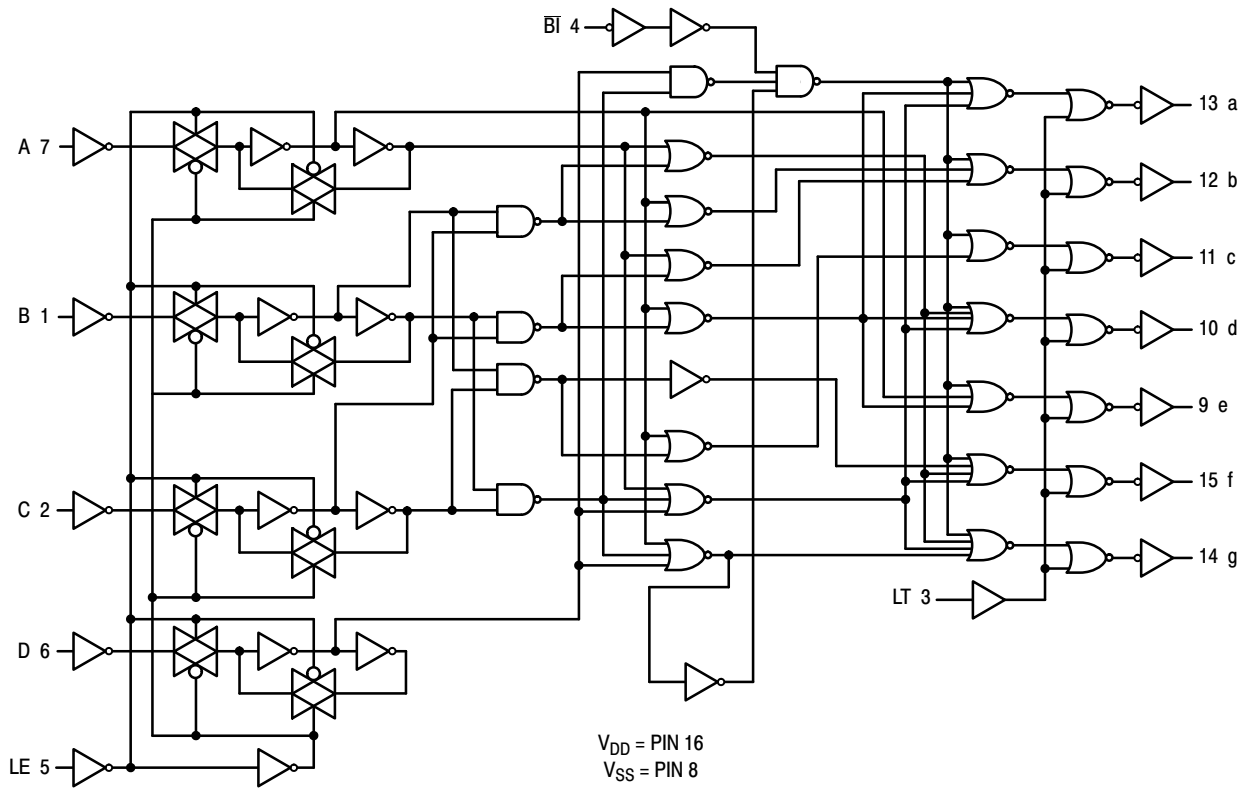 BI 4
A 7
B 1
C 2
D 6
LE 5
LT 3
13 a
12 b
11 c
10 d
9 e
15 f
14 g
VDD = PIN 16
VSS = PIN 8